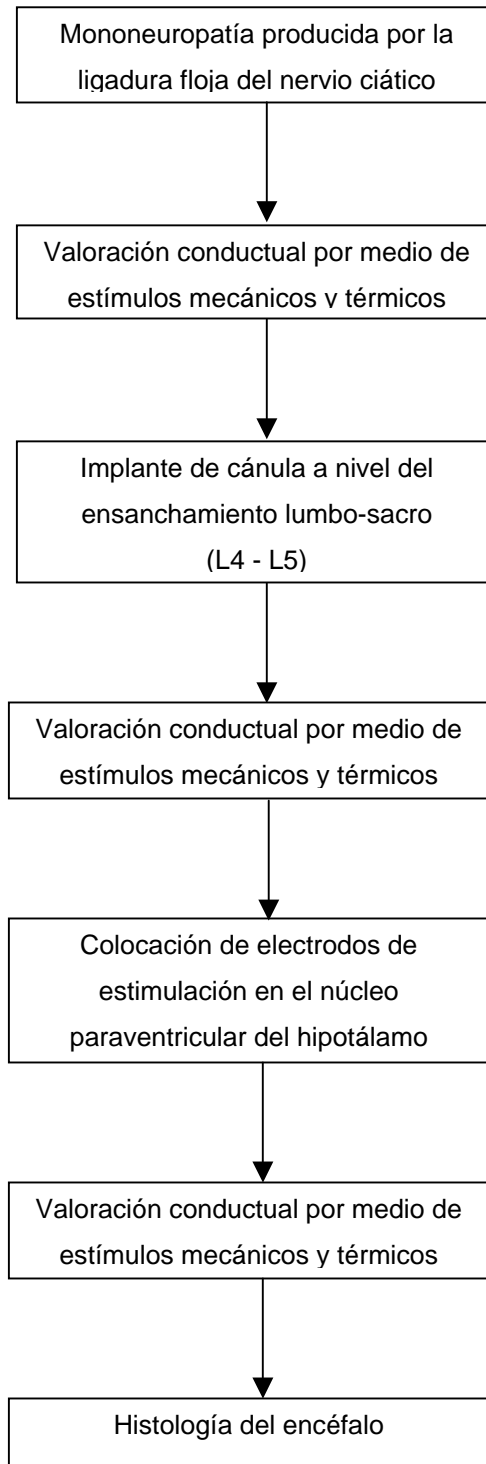 Mononeuropatía producida por la
ligadura floja del nervio ciático
Valoración conductual por medio de
estímulos mecánicos y térmicos
Implante de cánula a nivel del
ensanchamiento lumbo-sacro
(L4 - L5)
Valoración conductual por medio de
estímulos mecánicos y térmicos
Colocación de electrodos de
estimulación en el núcleo
paraventricular del hipotálamo
Valoración conductual por medio de
estímulos mecánicos y térmicos
Histología del encéfalo